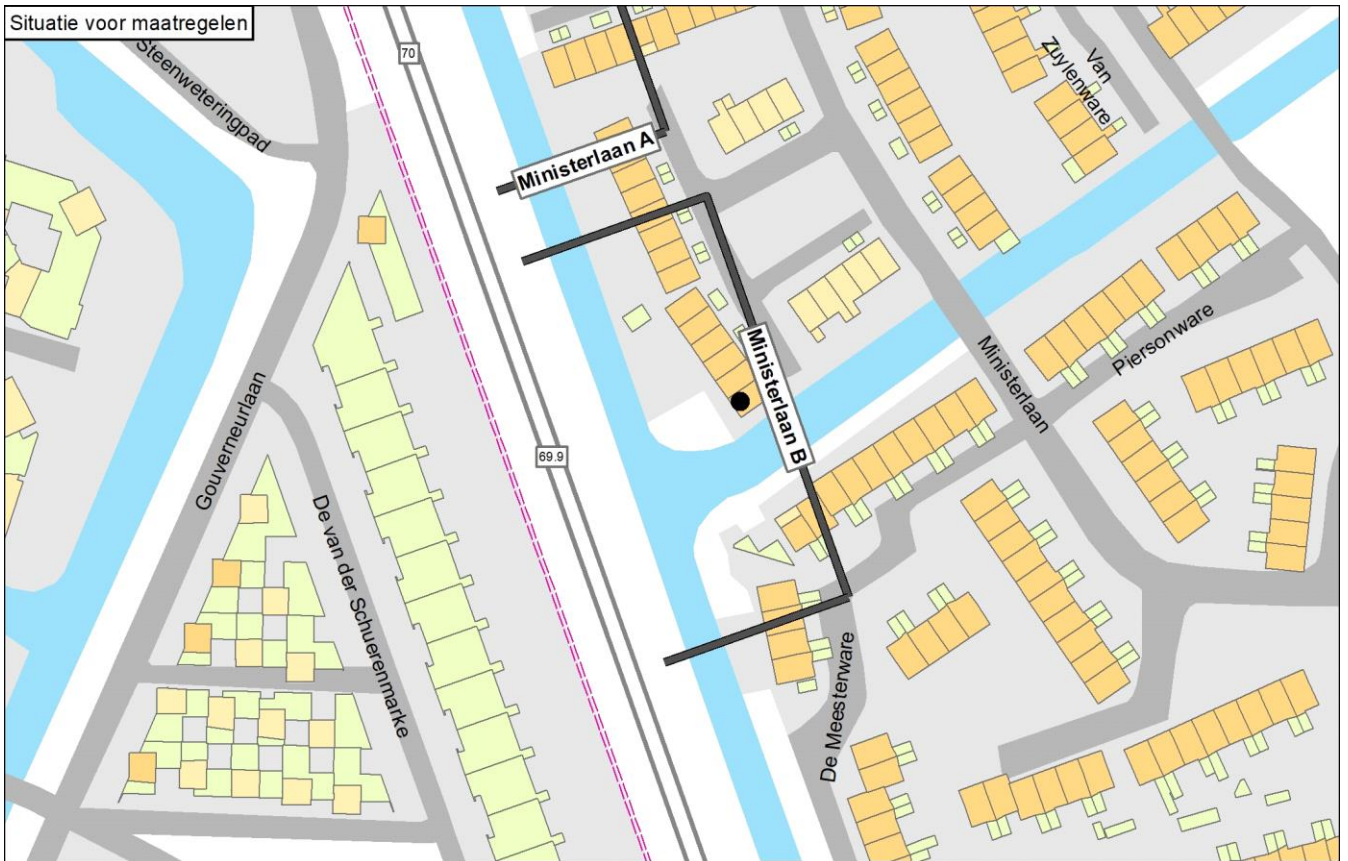 Situatie voor maatregelen
Steenweteringpad
70
Van
Zuylenware
Ministerlaan A
Ministerlaan
Piersonware
Ministerlaan B
Gouverneurlaan
69.9
De van der Schuerenmarke
De Meesterware